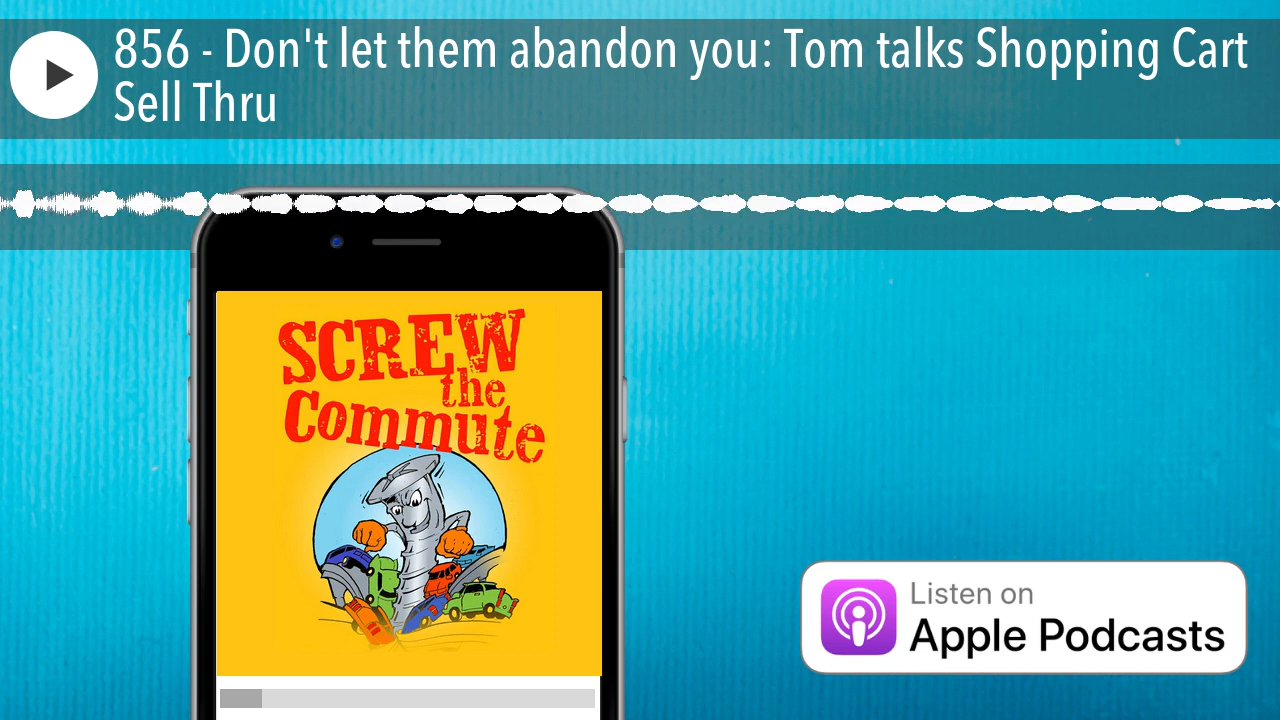 856 - Don't let them abandon you: Tom talks Shopping Cart
Sell Thru
SCREW
the
Commute
Listen on
Apple Podcasts